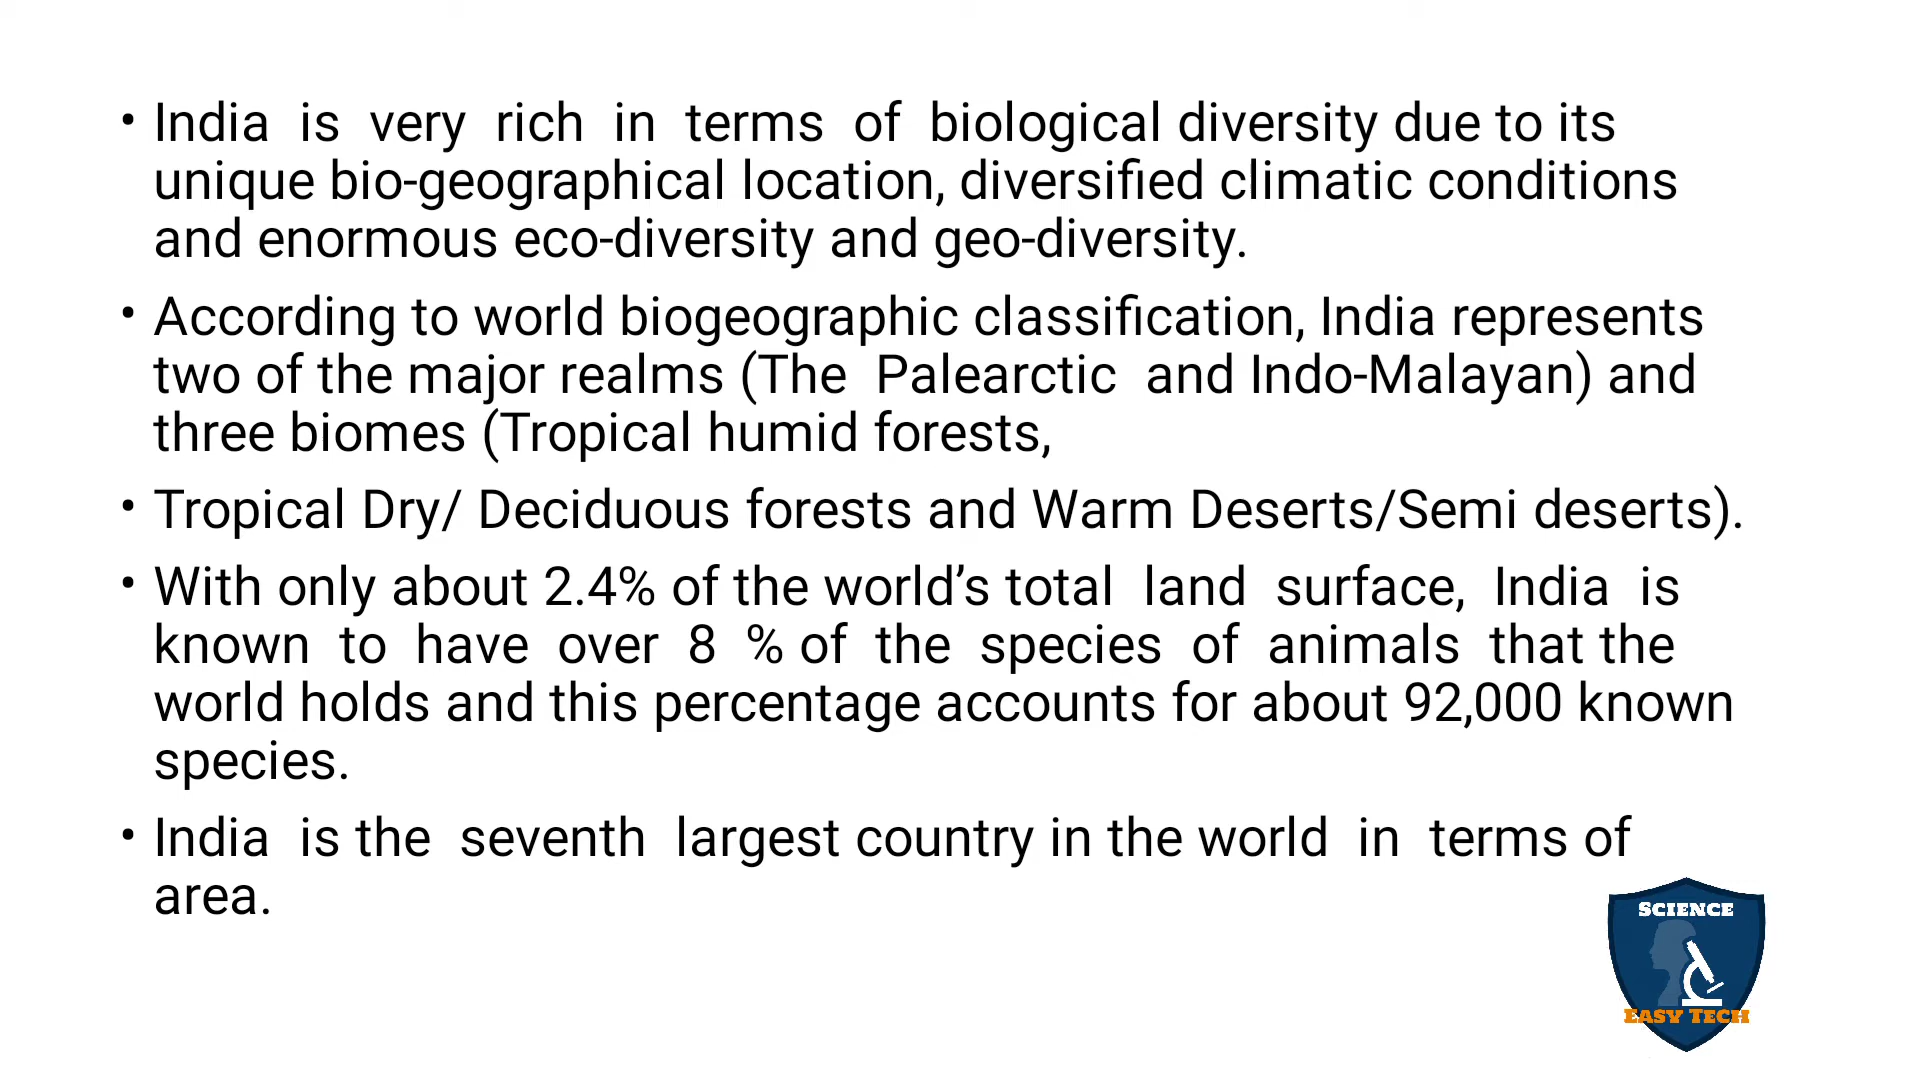 • India is very rich in terms of biological diversity due to its
unique bio-geographical location, diversified climatic conditions
and enormous eco-diversity and geo-diversity.
• According to world biogeographic classification, India represents
two of the major realms (The Palearctic and Indo-Malayan) and
three biomes (Tropical humid forests,
• Tropical Dry/ Deciduous forests and Warm Deserts/Semi deserts).
• With only about 2.4% of the world’s total land surface, India is
known to have over 8 % of the species of animals that the
world holds and this percentage accounts for about 92,000 known
species.
• India is the seventh largest country in the world in terms of
area.
SCIENCE
EASY TECH